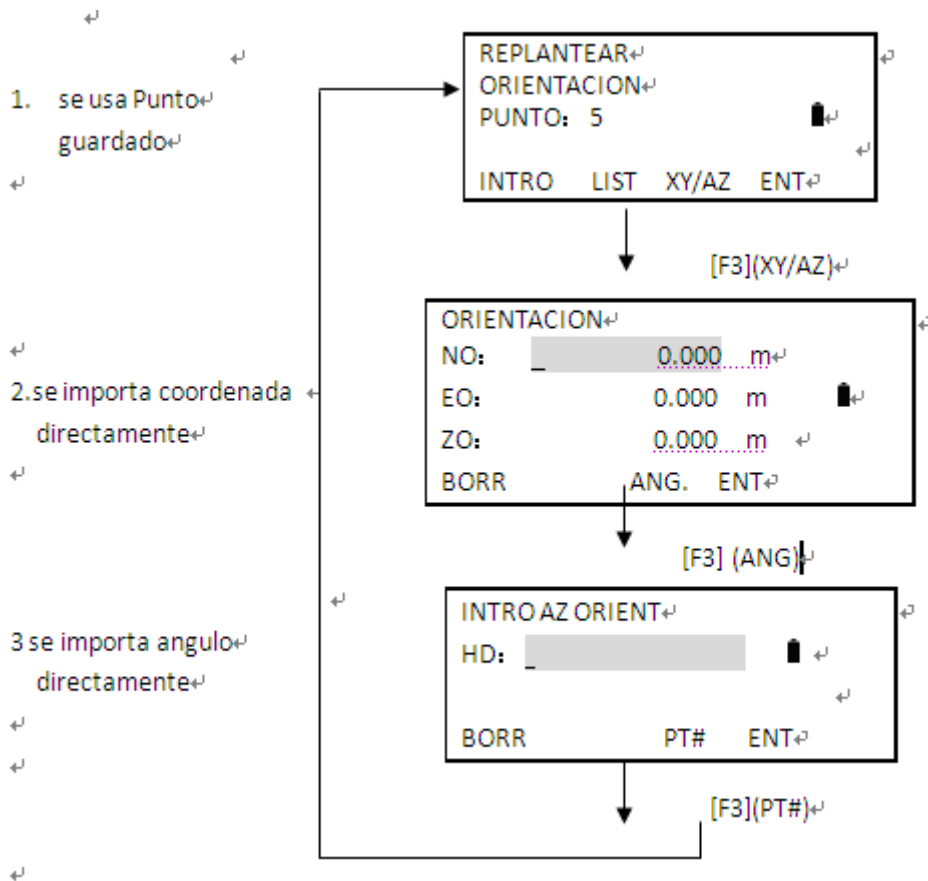 1. se usa Punto
guardado
REPLANTEAR
ORIENTACION
PUNTO: 5
INTRO LIST XY/AZ ENT
[F3](XY/AZ)
2.se importa coordenada
directamente
ORIENTACION
NO: _ 0.000 m
EO: 0.000 m
ZO: 0.000 m
BORR ANG. ENT
[F3] (ANG)
3 se importa angulo
directamente
INTRO AZ ORIENT
HD: _
BORR PT# ENT
[F3](PT#)